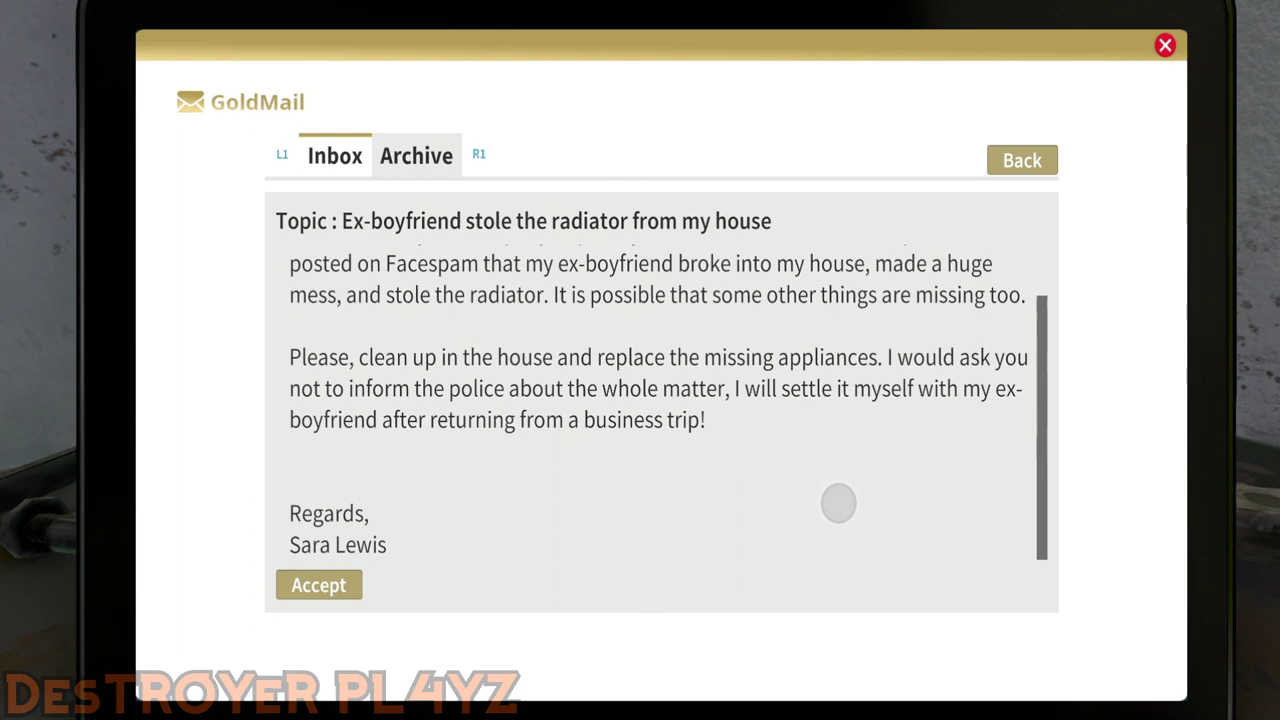 GoldMail
L1 Inbox Archive R1
Back
Topic : Ex-boyfriend stole the radiator from my house
posted on Facespam that my ex-boyfriend broke into my house, made a huge
mess, and stole the radiator. It is possible that some other things are missing too.
Please, clean up in the house and replace the missing appliances. I would ask you
not to inform the police about the whole matter, I will settle it myself with my ex-
boyfriend after returning from a business trip!
Regards,
Sara Lewis
Accept
DESTROYER PL4YZ